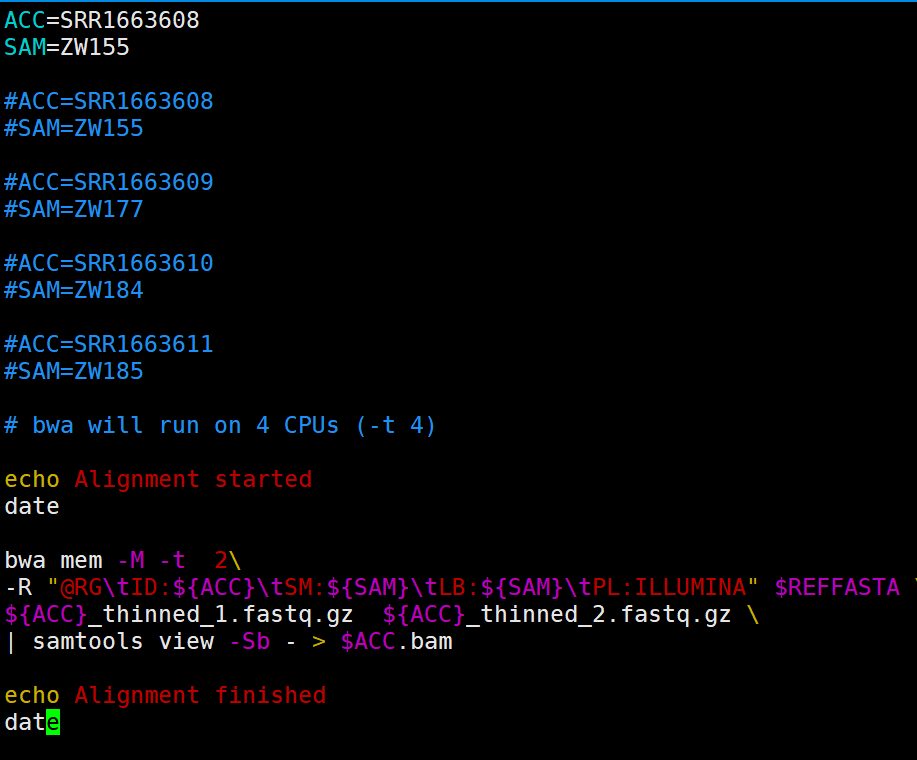 ACC=SRR1663608
SAM=ZW155
#ACC=SRR1663608
#SAM=ZW155
#ACC=SRR1663609
#SAM=ZW177
#ACC=SRR1663610
#SAM=ZW184
#ACC=SRR1663611
#SAM=ZW185
# bwa will run on 4 CPUs (-t 4)
echo Alignment started
date
bwa mem -M -t  2\
-R "@RG\tID:${ACC}\tSM:${SAM}\tLB:${SAM}\tPL:ILLUMINA" $REFFASTA \
${ACC}_thinned_1.fastq.gz  ${ACC}_thinned_2.fastq.gz \
| samtools view -Sb - > $ACC.bam
echo Alignment finished
date